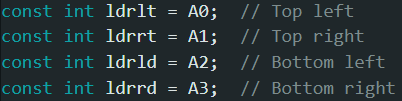 const int ldrlt = A0;  // Top left
const int ldrrt = A1;  // Top right
const int ldrld = A2;  // Bottom left
const int ldrrd = A3;  // Bottom right